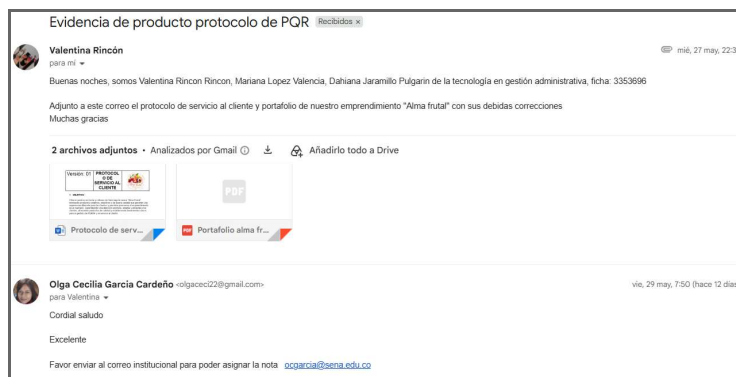 Evidencia de producto protocolo de PQR Recibidos ×
Valentina Rincón
mié, 27 may, 22:3
para mí
Buenas noches, somos Valentina Rincon Rincon, Mariana Lopez Valencia, Dahiana Jaramillo Pulgarin de la tecnología en gestión administrativa, ficha: 3353696
Adjunto a este correo el protocolo de servicio al cliente y portafolio de nuestro emprendimiento "Alma frutal" con sus debidas correcciones
Muchas gracias
2 archivos adjuntos • Analizados por Gmail
Añadirlo todo a Drive
Versión: 01
PROTOCOL
O DE
SERVICIO AL
CLIENTE
PDF
Protocolo de serv...
PDF Portafolio alma fr...
Olga Cecilia Garcia Cardeño <olgaceci22@gmail.com>
vie, 29 may, 7:50 (hace 12 días
para Valentina
Cordial saludo
Excelente
Favor enviar al correo institucional para poder asignar la nota ocgarcia@sena.edu.co